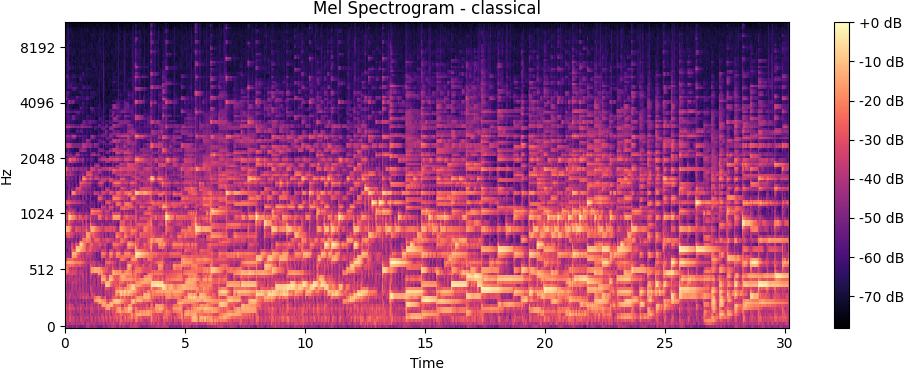 Mel Spectrogram - classical
Hz
8192
4096
2048
1024
512
0
0 5 10 15 20 25 30
Time
+0 dB
-10 dB
-20 dB
-30 dB
-40 dB
-50 dB
-60 dB
-70 dB